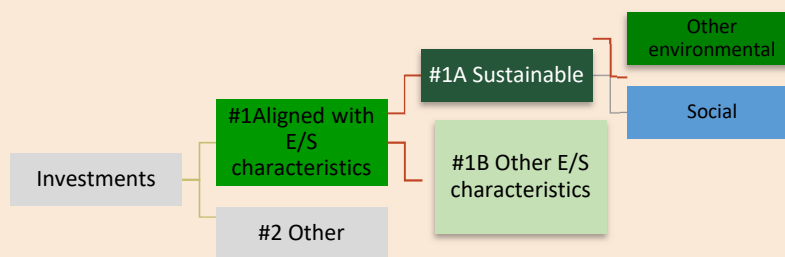 Other
environmental
#1A Sustainable
#1Aligned with
E/S
characteristics
Social
#1B Other E/S
characteristics
Investments
#2 Other